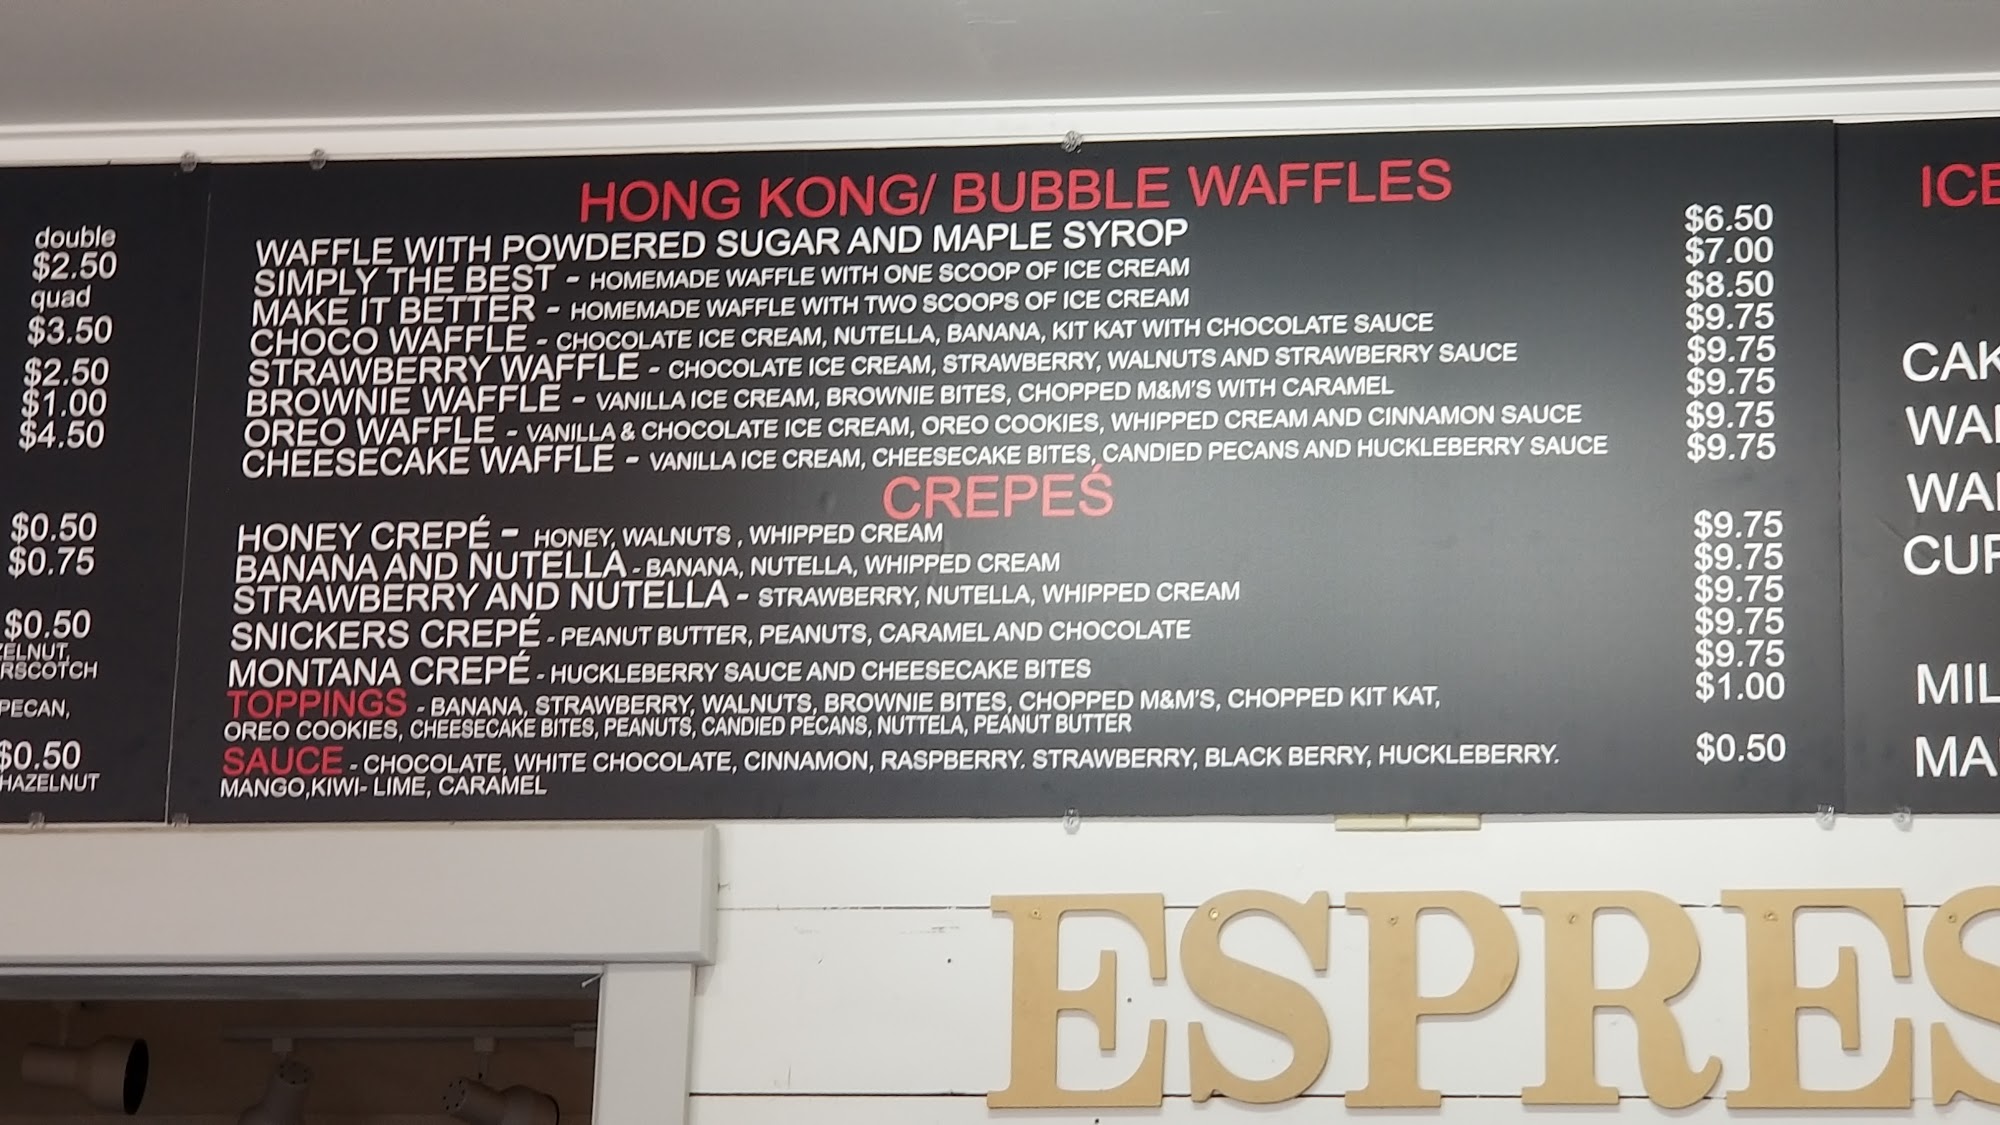 double
$2.50
quad
$3.50
$2.50
$1.00
$4.50
$0.50
$0.75
$0.50
RSCOTCH
PECAN,
$0.50
HAZELNUT
HONG KONG/ BUBBLE WAFFLES
WAFFLE WITH POWDERED SUGAR AND MAPLE SYROP $6.50
SIMPLY THE BEST - HOMEMADE WAFFLE WITH ONE SCOOP OF ICE CREAM $7.00
MAKE IT BETTER - HOMEMADE WAFFLE WITH TWO SCOOPS OF ICE CREAM $8.50
CHOCO WAFFLE - CHOCOLATE ICE CREAM, NUTELLA, BANANA, KIT KAT WITH CHOCOLATE SAUCE $9.75
STRAWBERRY WAFFLE - CHOCOLATE ICE CREAM, STRAWBERRY, WALNUTS AND STRAWBERRY SAUCE $9.75
BROWNIE WAFFLE - VANILLA ICE CREAM, BROWNIE BITES, CHOPPED M&M'S WITH CARAMEL $9.75
OREO WAFFLE - VANILLA & CHOCOLATE ICE CREAM, OREO COOKIES, WHIPPED CREAM AND CINNAMON SAUCE $9.75
CHEESECAKE WAFFLE - VANILLA ICE CREAM, CHEESECAKE BITES, CANDIED PECANS AND HUCKLEBERRY SAUCE $9.75
CREPEŚ
HONEY CREPÉ - HONEY, WALNUTS , WHIPPED CREAM $9.75
BANANA AND NUTELLA - BANANA, NUTELLA, WHIPPED CREAM $9.75
STRAWBERRY AND NUTELLA - STRAWBERRY, NUTELLA, WHIPPED CREAM $9.75
SNICKERS CREPÉ - PEANUT BUTTER, PEANUTS, CARAMEL AND CHOCOLATE $9.75
MONTANA CREPÉ - HUCKLEBERRY SAUCE AND CHEESECAKE BITES $9.75
TOPPINGS - BANANA, STRAWBERRY, WALNUTS, BROWNIE BITES, CHOPPED M&M'S, CHOPPED KIT KAT, $1.00
OREO COOKIES, CHEESECAKE BITES, PEANUTS, CANDIED PECANS, NUTTELA, PEANUT BUTTER
SAUCE - CHOCOLATE, WHITE CHOCOLATE, CINNAMON, RASPBERRY. STRAWBERRY, BLACK BERRY, HUCKLEBERRY. $0.50
MANGO,KIWI- LIME, CARAMEL
ICE
CAK
WA
WA
CUP
MIL
MA
ESPRES